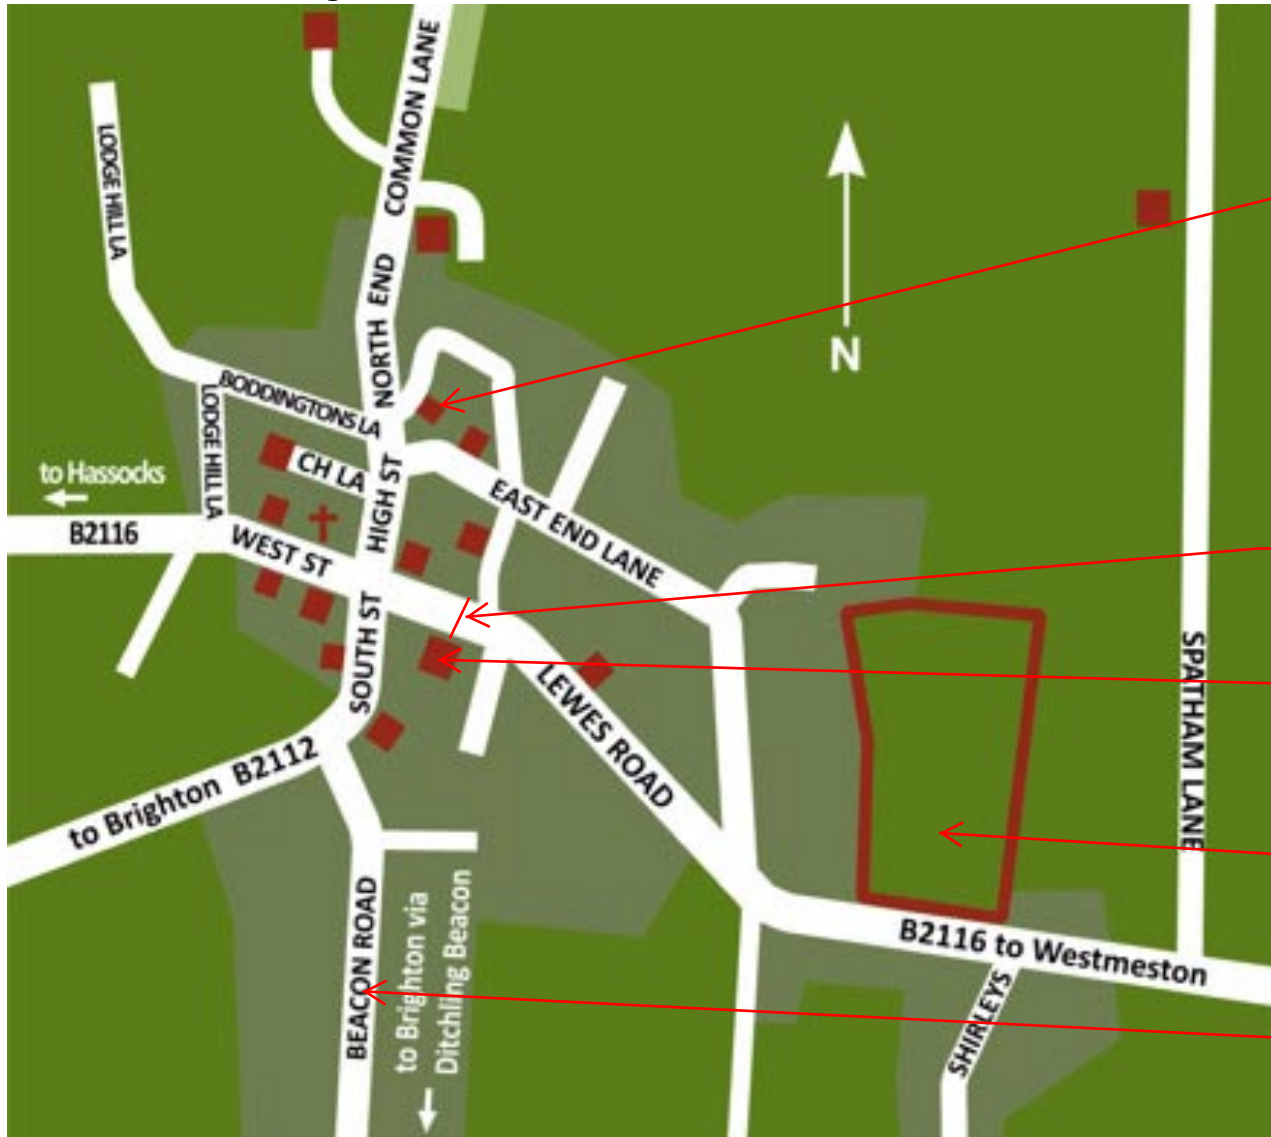 COMMON LANE
LODGE HILL LA
NORTH END
N
BODDINGTONS LA
LODGE HILL LA
CH LA
HIGH ST
to Hassocks
B2116
WEST ST
EAST END LANE
SOUTH ST
LEWES ROAD
SPATHAM LANE
to Brighton B2112
BEACON ROAD
to Brighton via
Ditchling Beacon
B2116 to Westmeston
SHIRLEYS